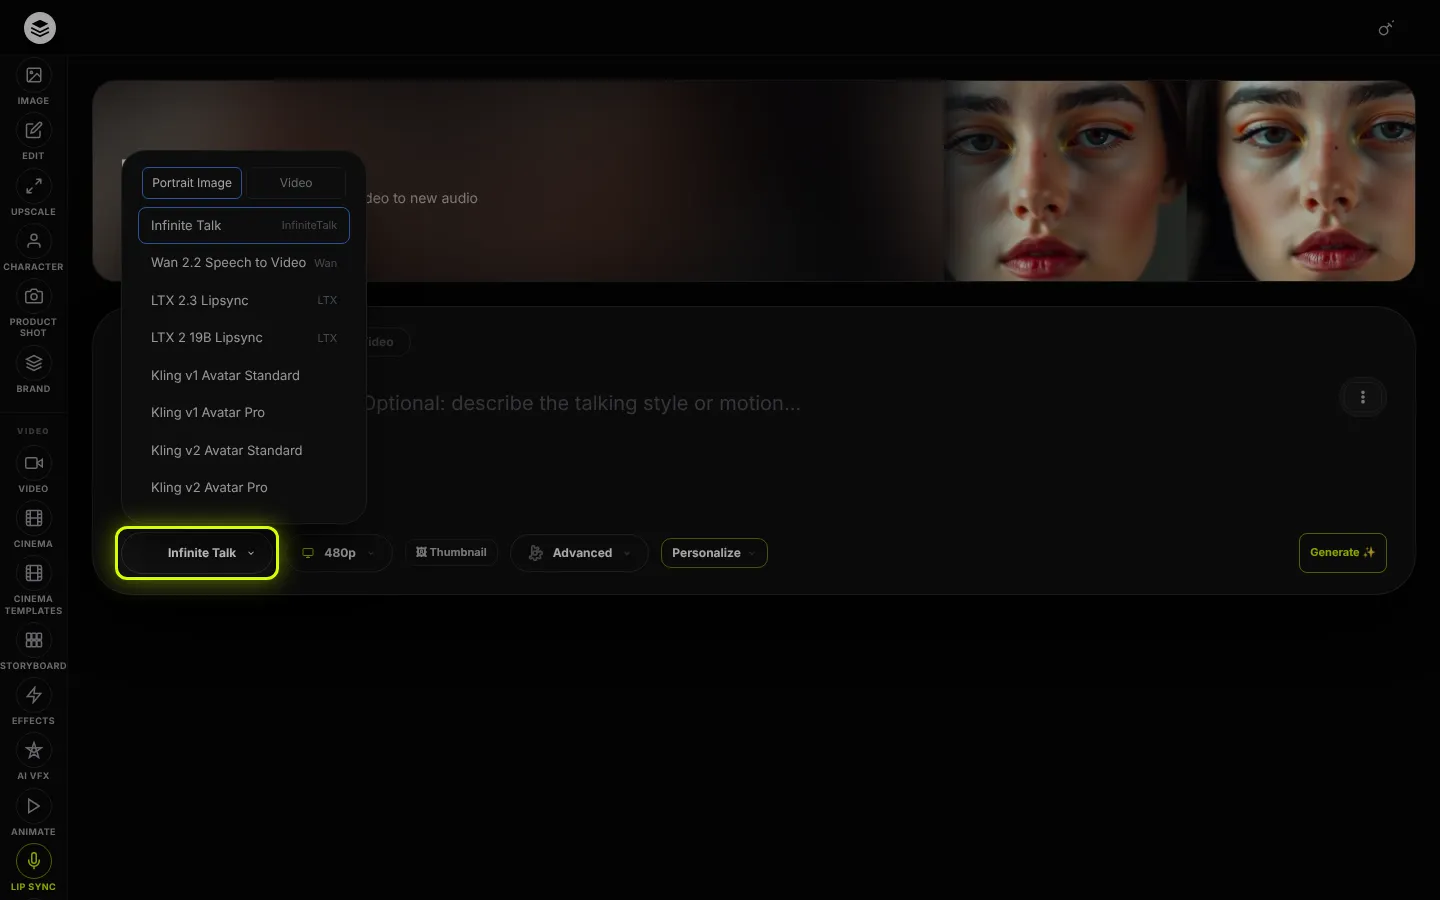 IMAGE
EDIT
UPSCALE
CHARACTER
PRODUCT
SHOT
BRAND
VIDEO
VIDEO
CINEMA
CINEMA
TEMPLATES
STORYBOARD
EFFECTS
AI VFX
ANIMATE
LIP SYNC
deo to new audio
Portrait Image Video
Infinite Talk InfiniteTalk
Wan 2.2 Speech to Video Wan
LTX 2.3 Lipsync LTX
LTX 2 19B Lipsync LTX
Kling v1 Avatar Standard
Kling v1 Avatar Pro
Kling v2 Avatar Standard
Kling v2 Avatar Pro
ideo
Optional: describe the talking style or motion...
Infinite Talk 480p Thumbnail Advanced Personalize Generate ✨